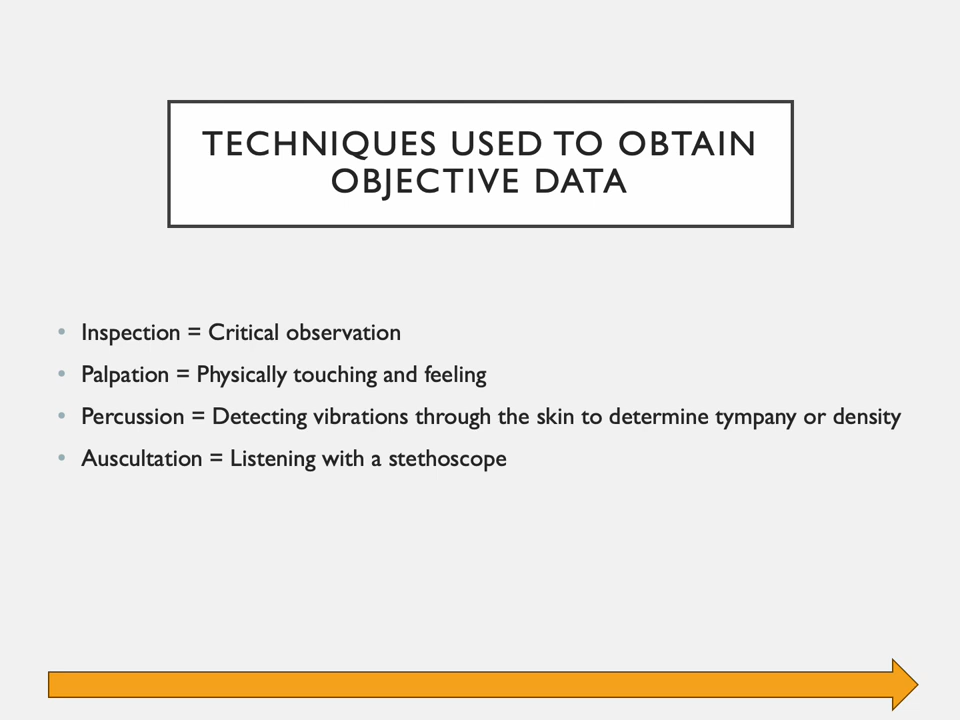 TECHNIQUES USED TO OBTAIN
OBJECTIVE DATA
• Inspection = Critical observation
• Palpation = Physically touching and feeling
• Percussion = Detecting vibrations through the skin to determine tympany or density
• Auscultation = Listening with a stethoscope